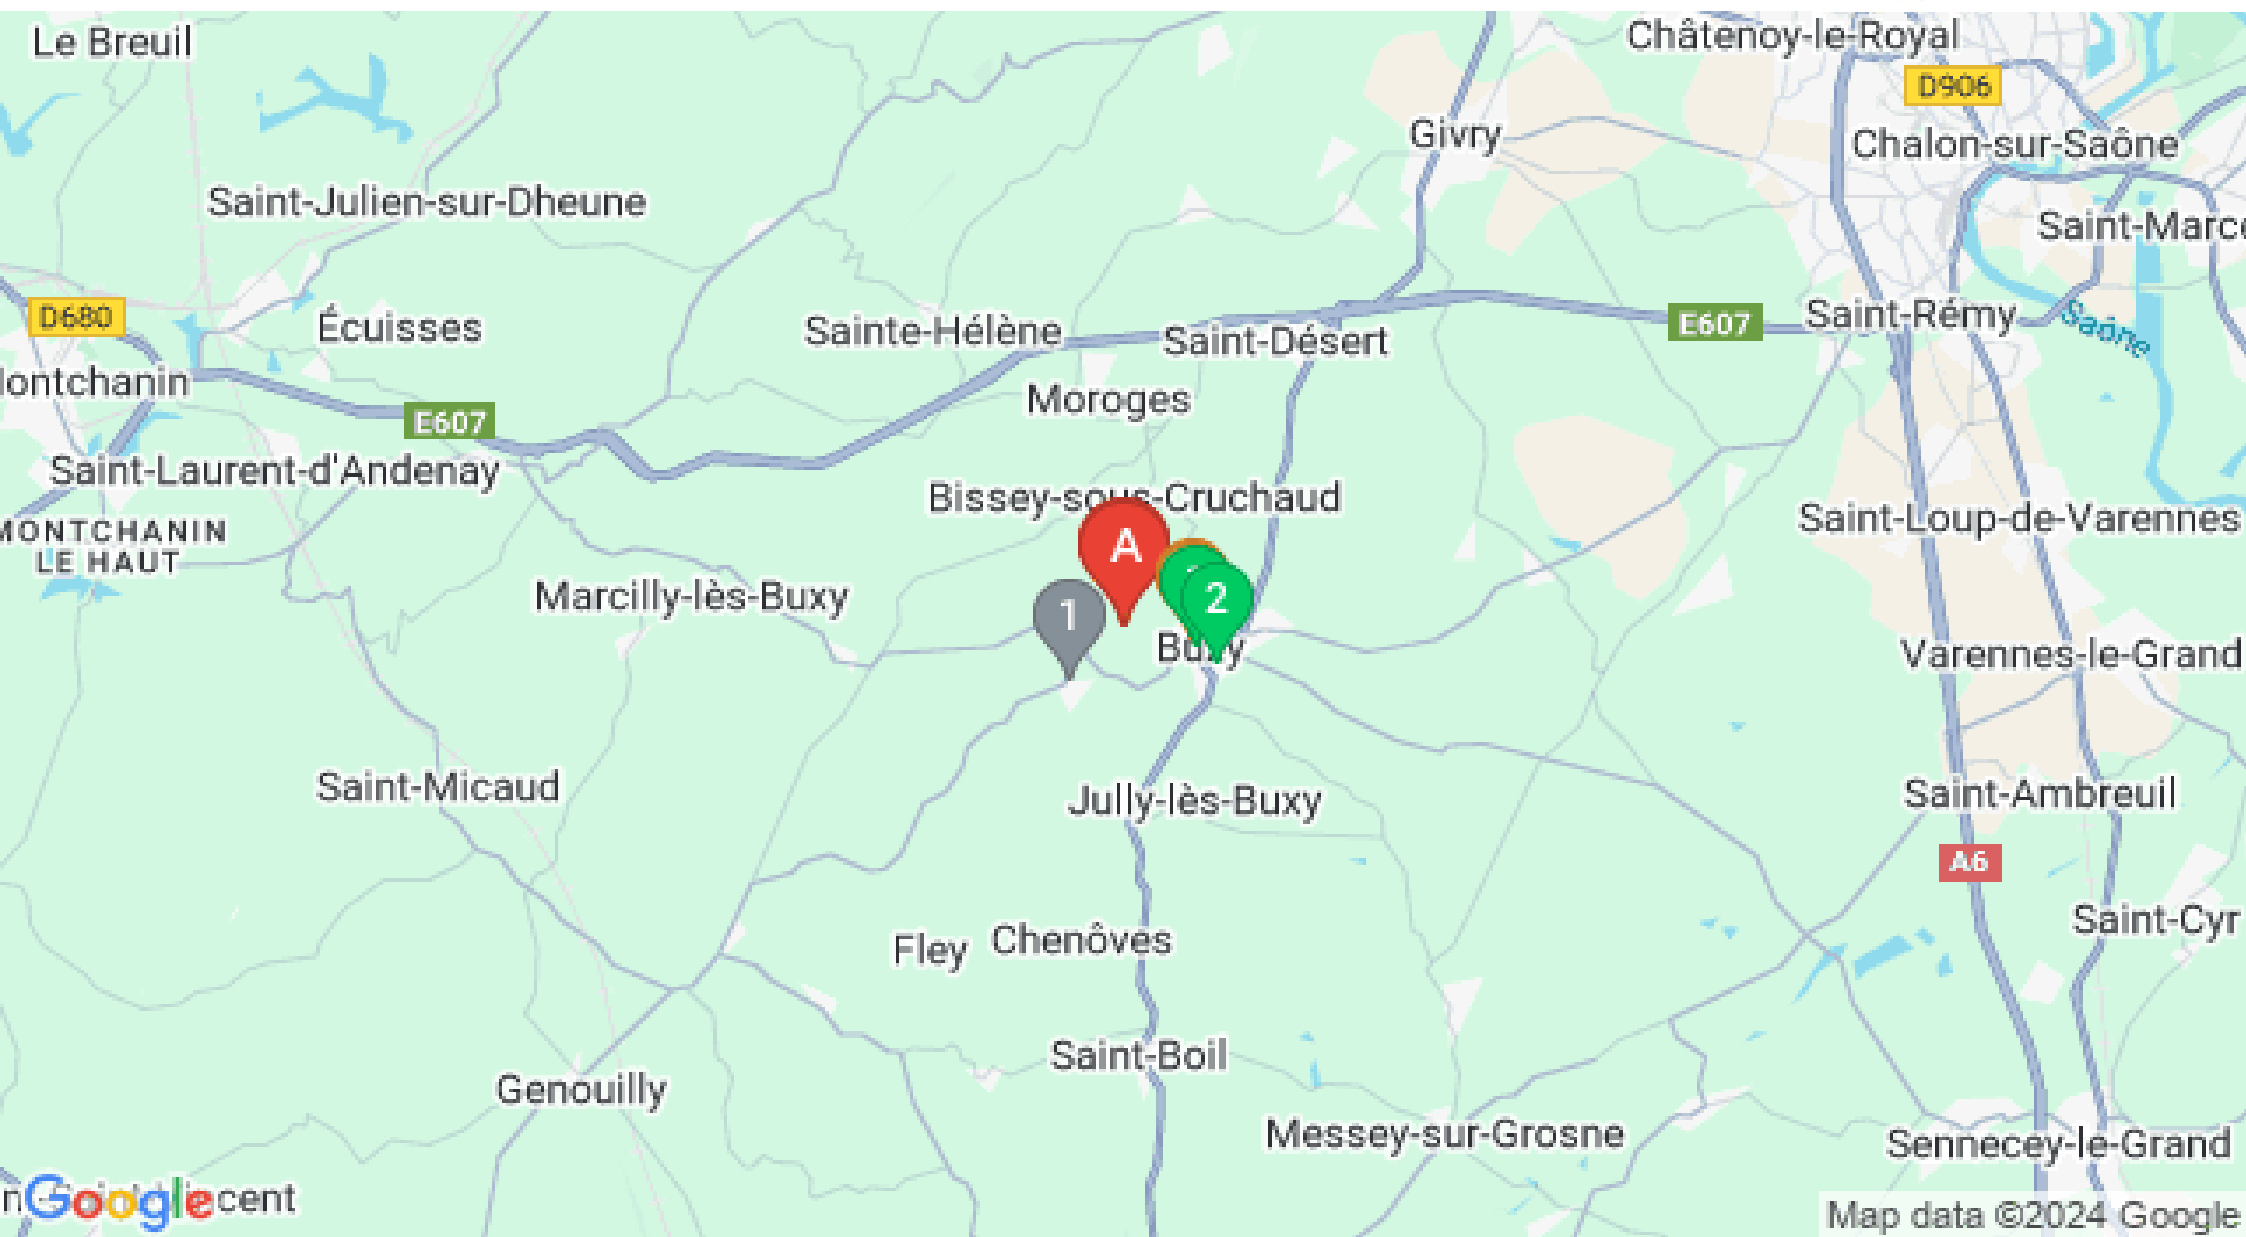 Le Breuil
Châtenoy-le-Royal
D906
Givry
Chalon-sur-Saône
Saint-Julien-sur-Dheune
Saint-Marc
D680
Écuisses
Sainte-Hélène
Saint-Désert
E607
Saint-Rémy
Saône
ontchanin
Moroges
E607
Saint-Laurent-d'Andenay
Bissey-sous-Cruchaud
MONTCHANIN
LE HAUT
Saint-Loup-de-Varennes
A
Marcilly-lès-Buxy
1
2
Buxy
Varennes-le-Grand
Saint-Micaud
Jully-lès-Buxy
Saint-Ambreuil
A6
Fley
Chenôves
Saint-Cyr
Saint-Boil
Genouilly
Messey-sur-Grosne
Sennecey-le-Grand
Google
cent
Map data ©2024 Google